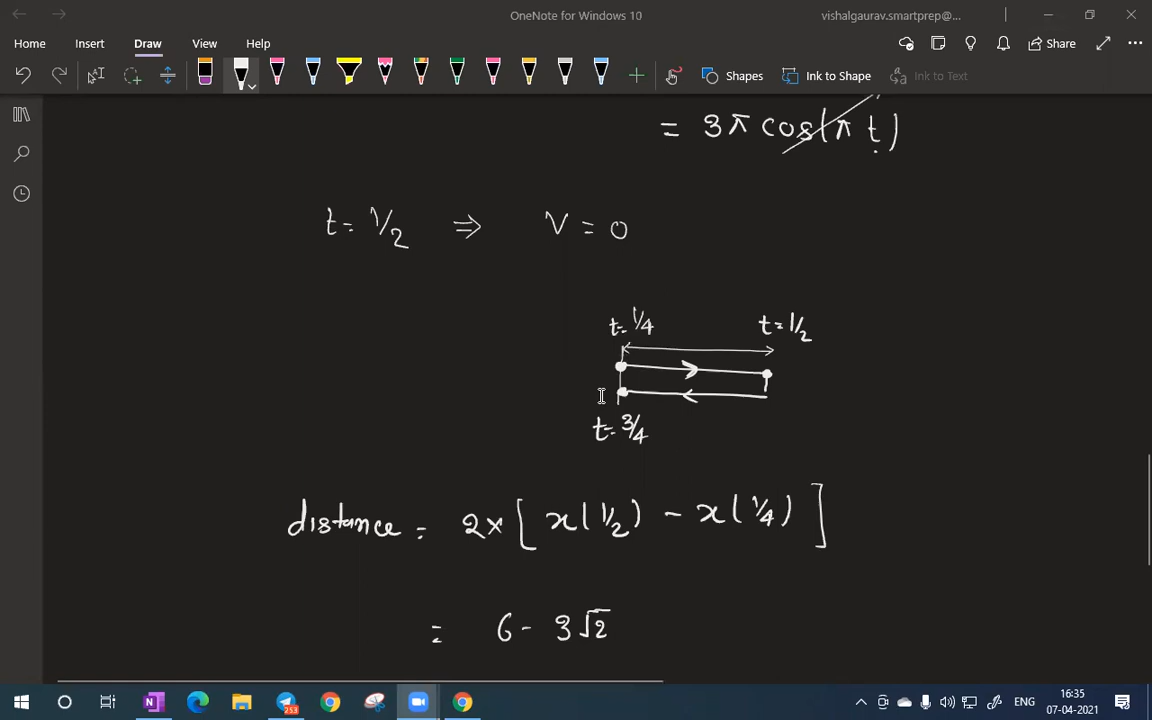 OneNote for Windows 10
vishalgaurav.smartprep@...
Home Insert Draw View Help
Share
Shapes Ink to Shape Ink to Text
= 3π cos(π t)
t = 1/2 ⇒ V = 0
t = 1/4 t = 1/2
t = 3/4
distance = 2× [ x(1/2) - x(1/4) ]
= 6 - 3√2
253
ENG
16:35
07-04-2021